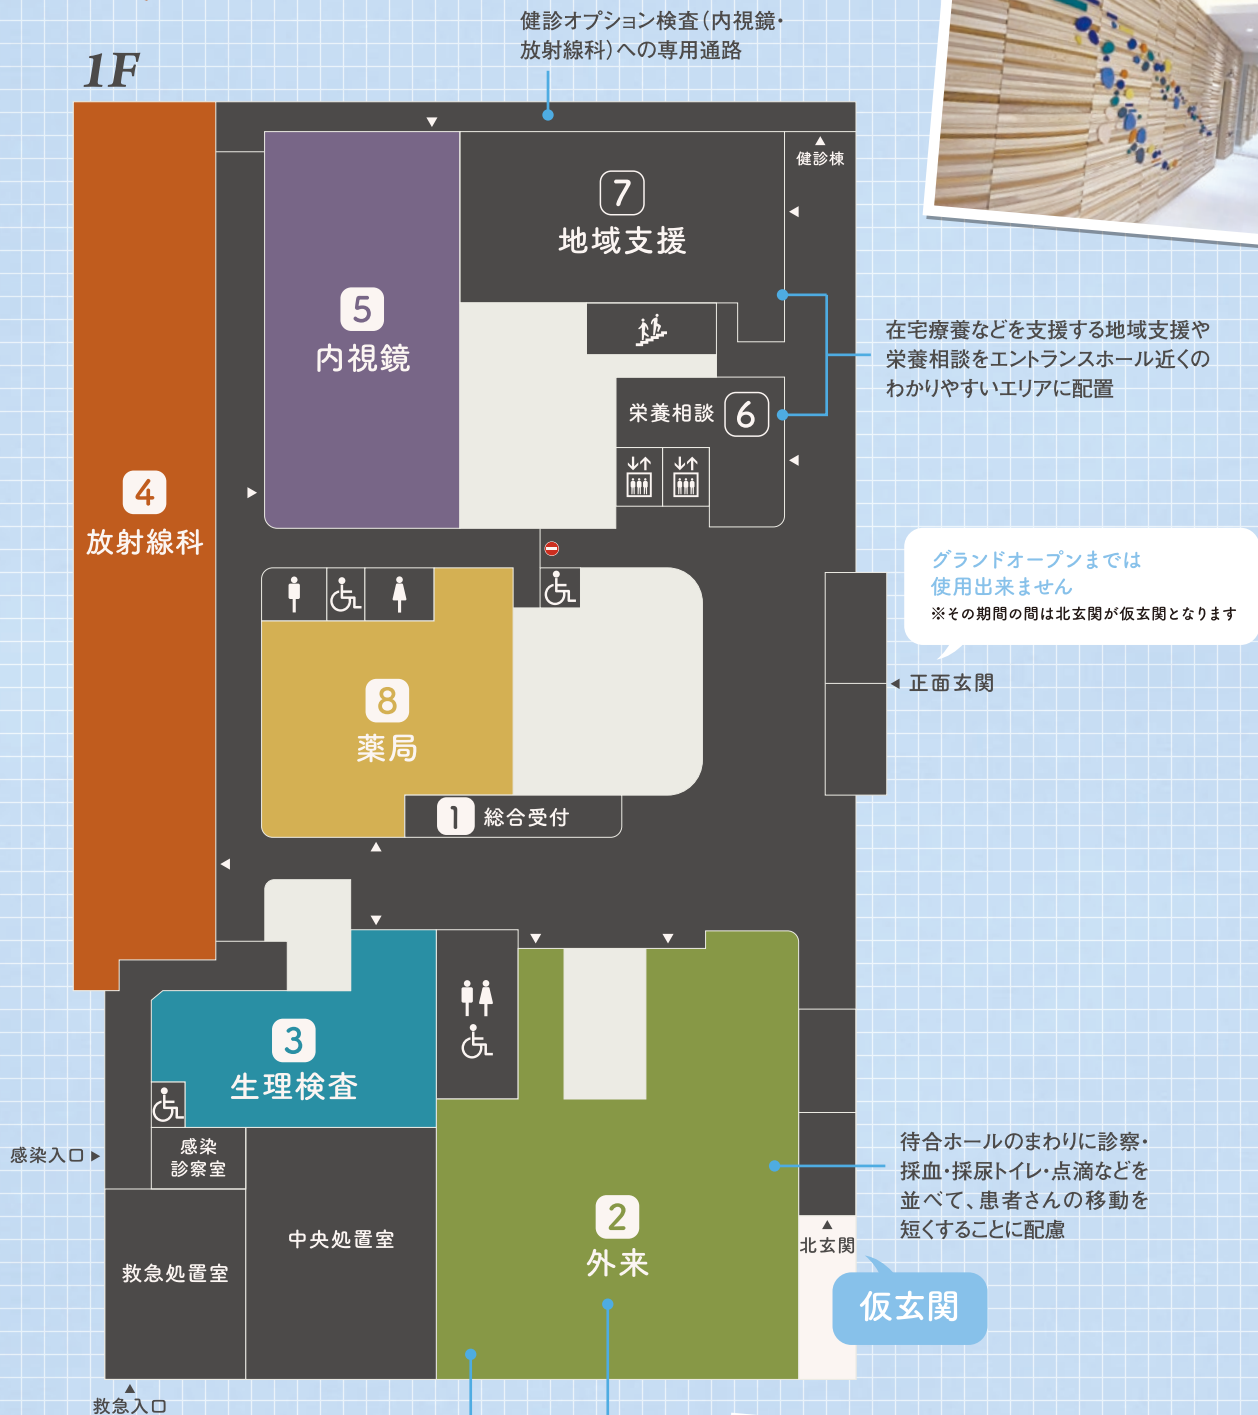 健診オプション検査(内視鏡・
放射線科)への専用通路
1F
健診棟
7
地域支援
5
内視鏡
在宅療養などを支援する地域支援や
栄養相談をエントランスホール近くの
わかりやすいエリアに配置
栄養相談 6
4
放射線科
グランドオープンまでは
使用出来ません
※その期間の間は北玄関が仮玄関となります
正面玄関
8
薬局
1 総合受付
3
生理検査
感染入口
感染
診察室
待合ホールのまわりに診察・
採血・採尿トイレ・点滴などを
並べて、患者さんの移動を
短くすることに配慮
2
外来
中央処置室
救急処置室
北玄関
仮玄関
救急入口